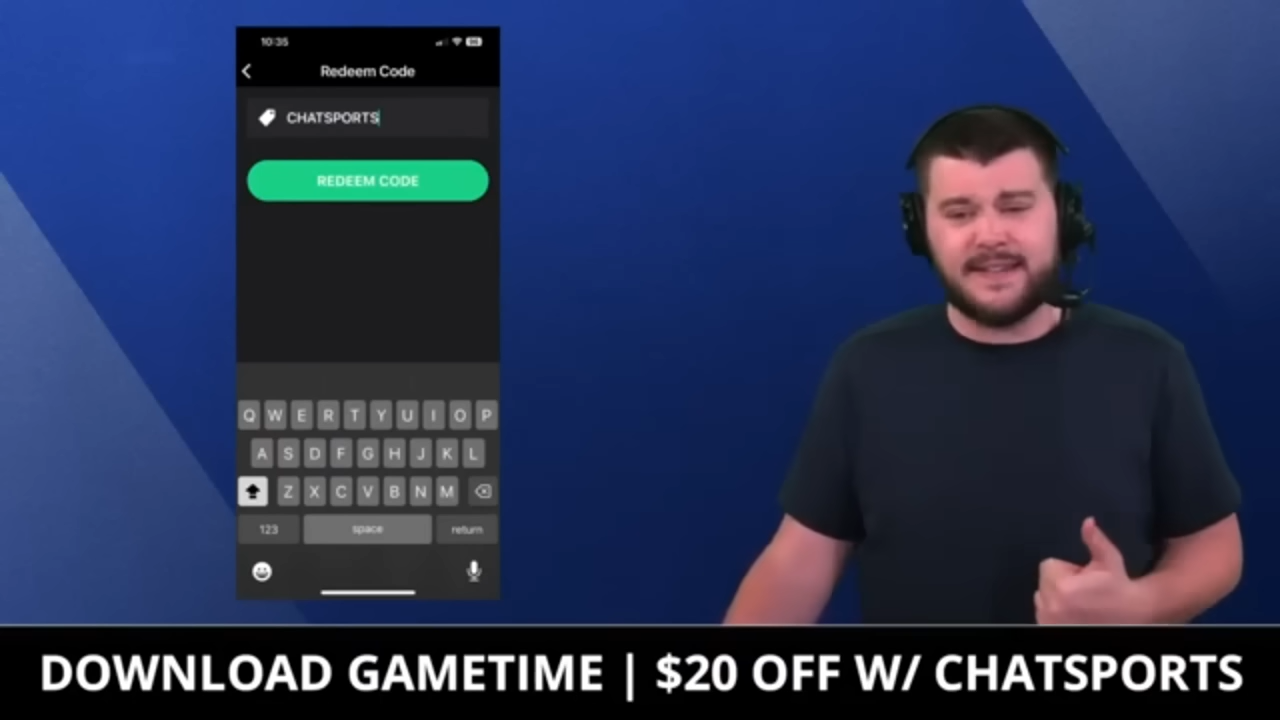 10:35
Redeem Code
CHATSPORTS
REDEEM CODE
Q W E R T Y U I O P
A S D F G H J K L
Z X C V B N M
123 space return
DOWNLOAD GAMETIME | $20 OFF W/ CHATSPORTS